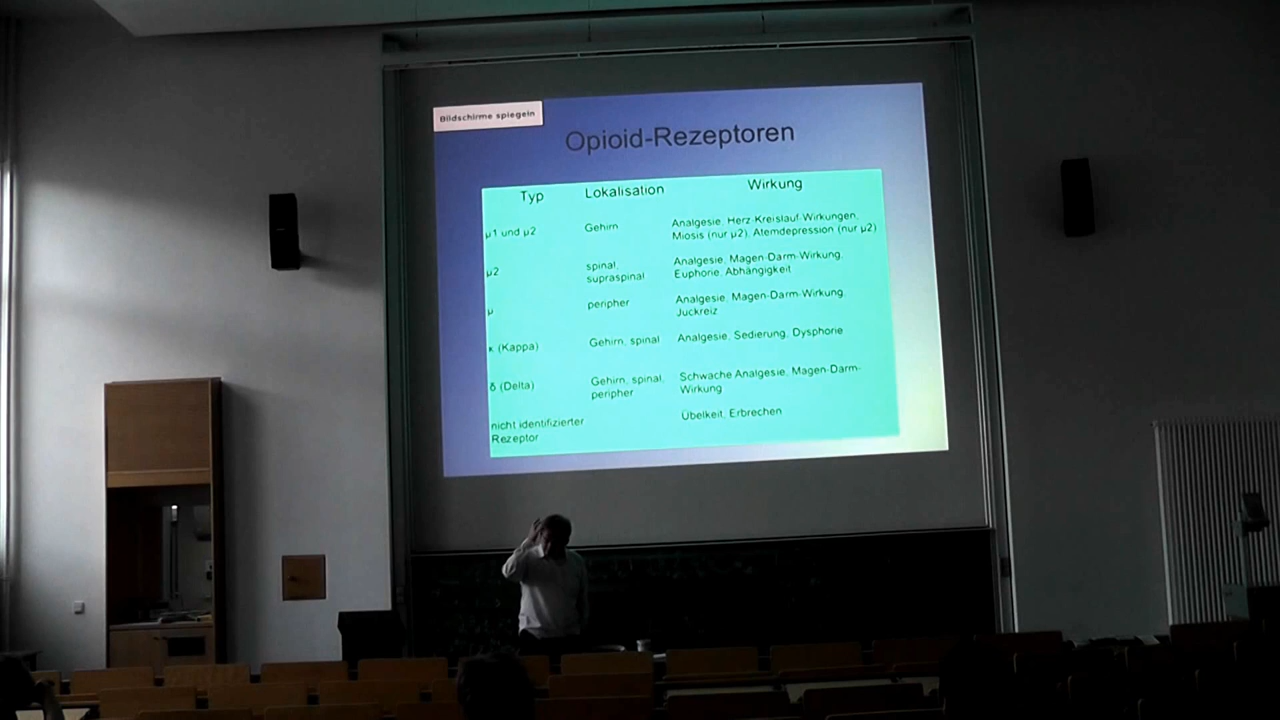 Bildschirme spiegeln
Opioid-Rezeptoren
Typ Lokalisation Wirkung
µ1 und µ2 Gehirn Analgesie, Herz-Kreislauf-Wirkungen,
Miosis (nur µ2), Atemdepression (nur µ2)
µ2 spinal, Analgesie, Magen-Darm-Wirkung,
supraspinal Euphorie, Abhängigkeit
µ peripher Analgesie, Magen-Darm-Wirkung,
Juckreiz
κ (Kappa) Gehirn, spinal Analgesie, Sedierung, Dysphorie
δ (Delta) Gehirn, spinal, Schwache Analgesie, Magen-Darm-
peripher Wirkung
nicht identifizierter Übelkeit, Erbrechen
Rezeptor